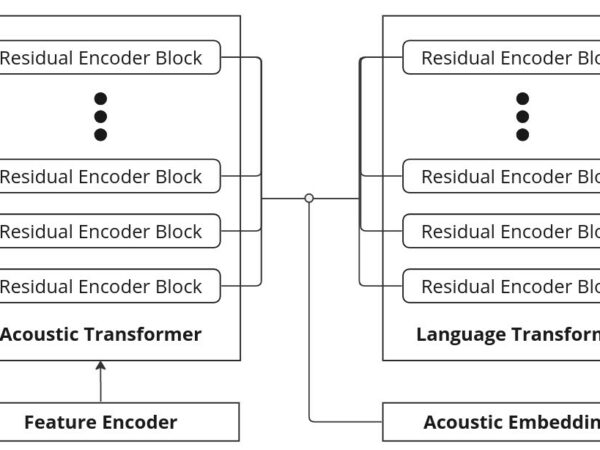 Residual Encoder Block
Residual Encoder Block
Residual Encoder Block
Residual Encoder Block
Acoustic Transformer
Feature Encoder
Residual Encoder Blo
Residual Encoder Blo
Residual Encoder Blo
Residual Encoder Blo
Language Transform
Acoustic Embeddin